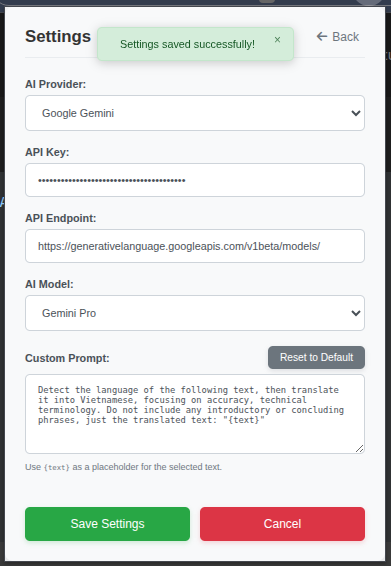 Settings
Settings saved successfully!
×
← Back
AI Provider:
Google Gemini
API Key:
••••••••••••••••••••••••••••••••••••••••
API Endpoint:
https://generativelanguage.googleapis.com/v1beta/models/
AI Model:
Gemini Pro
Custom Prompt:
Reset to Default
Detect the language of the following text, then translate
it into Vietnamese, focusing on accuracy, technical
terminology. Do not include any introductory or concluding
phrases, just the translated text: "{text}"
Use {text} as a placeholder for the selected text.
Save Settings
Cancel